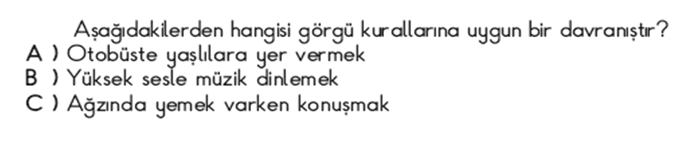 Aşağıdakilerden hangisi görgü kurallarına uygun bir davranıştır?
A ) Otobüste yaşlılara yer vermek
B ) Yüksek sesle müzik dinlemek
C ) Ağzında yemek varken konuşmak